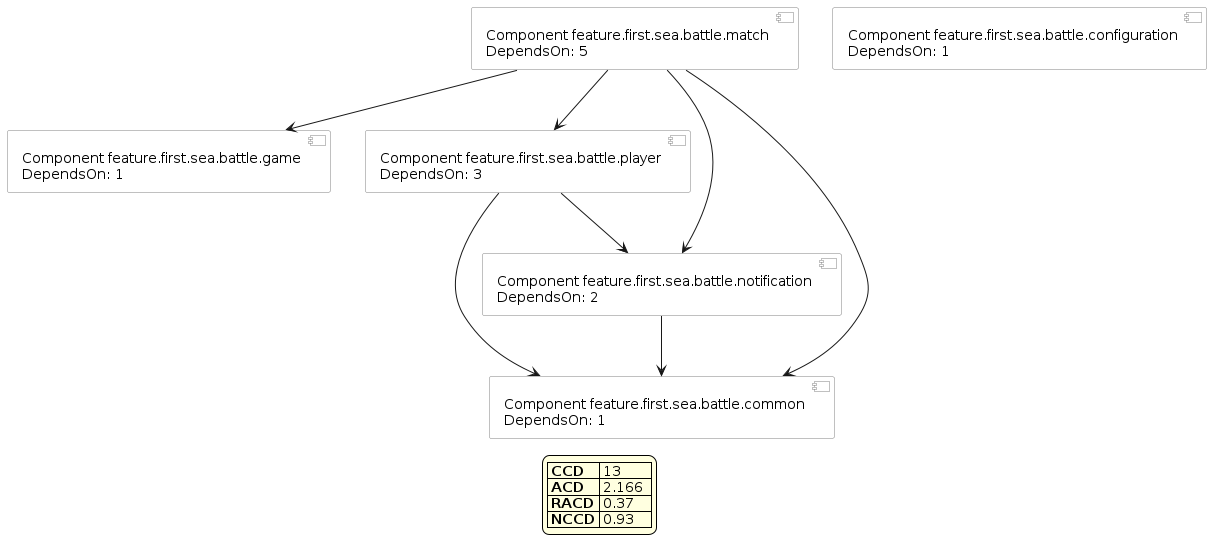 Component feature.first.sea.battle.match
DependsOn: 5
Component feature.first.sea.battle.configuration
DependsOn: 1
Component feature.first.sea.battle.game
DependsOn: 1
Component feature.first.sea.battle.player
DependsOn: 3
Component feature.first.sea.battle.notification
DependsOn: 2
Component feature.first.sea.battle.common
DependsOn: 1
CCD 13
ACD 2.166
RACD 0.37
NCCD 0.93